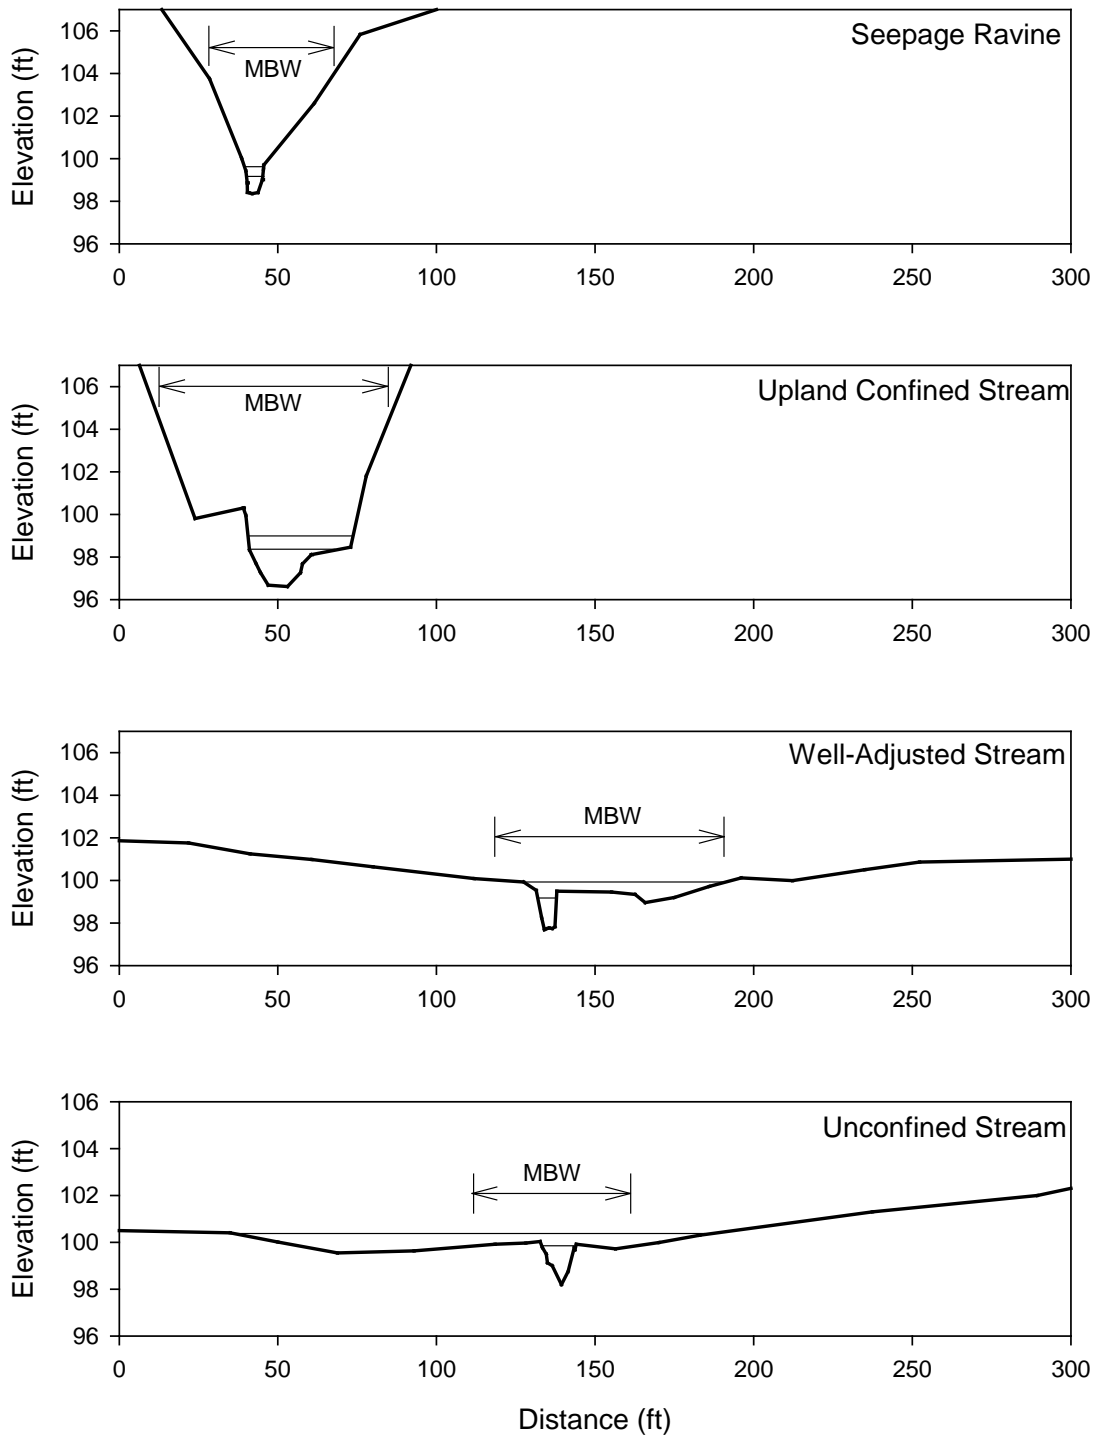 Seepage Ravine
MBW
Elevation (ft)
106
104
102
100
98
96
0 50 100 150 200 250 300
Upland Confined Stream
MBW
Elevation (ft)
106
104
102
100
98
96
0 50 100 150 200 250 300
Well-Adjusted Stream
MBW
Elevation (ft)
106
104
102
100
98
96
0 50 100 150 200 250 300
Unconfined Stream
MBW
Elevation (ft)
106
104
102
100
98
96
0 50 100 150 200 250 300
Distance (ft)